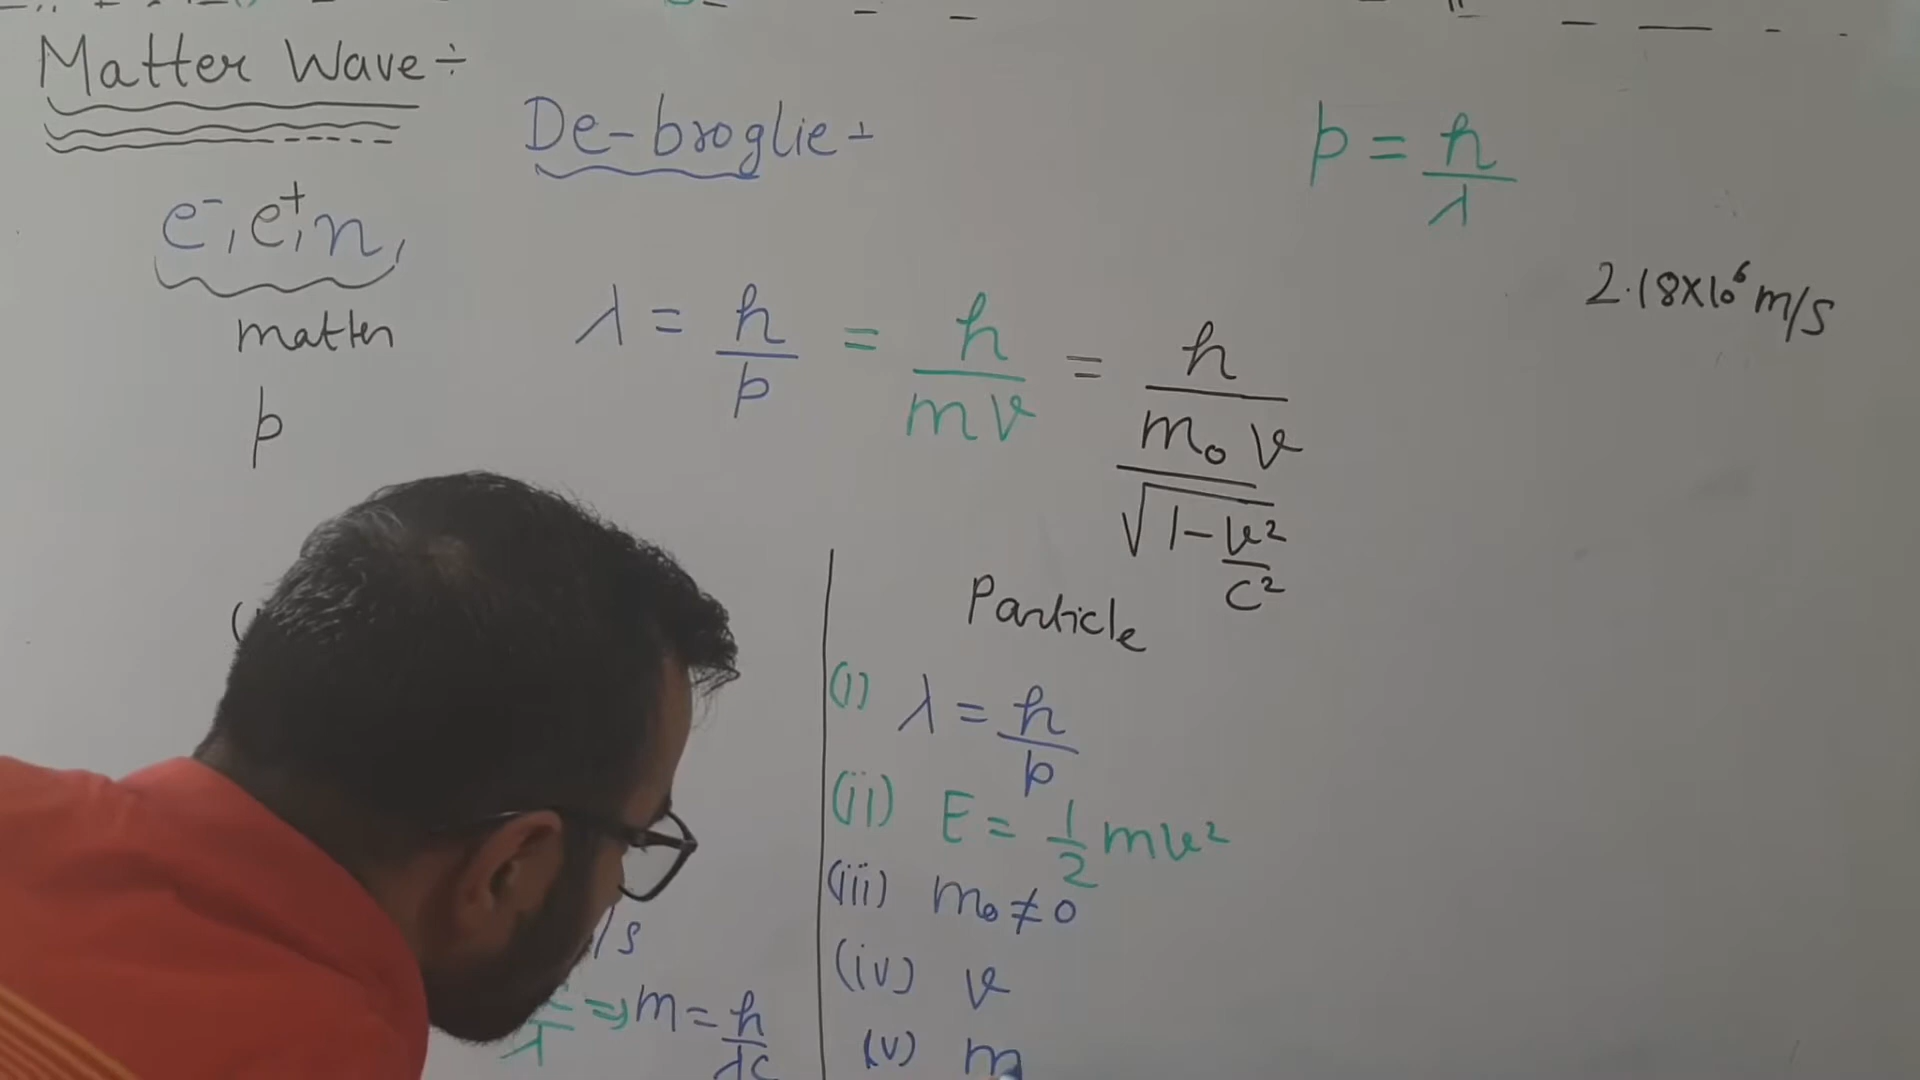 Matter Wave ÷
De-broglie ÷
p = h/λ
e⁻, e⁺, n,
matter
p
2.18×10⁶ m/s
λ = h/p = h/mv = h/(m₀v/√(1-v²/c²))
Particle
(i) λ = h/p
(ii) E = 1/2 mv²
(iii) m₀ ≠ 0
(iv) v
(v) m
/s
λ ⇒ m = h/λc